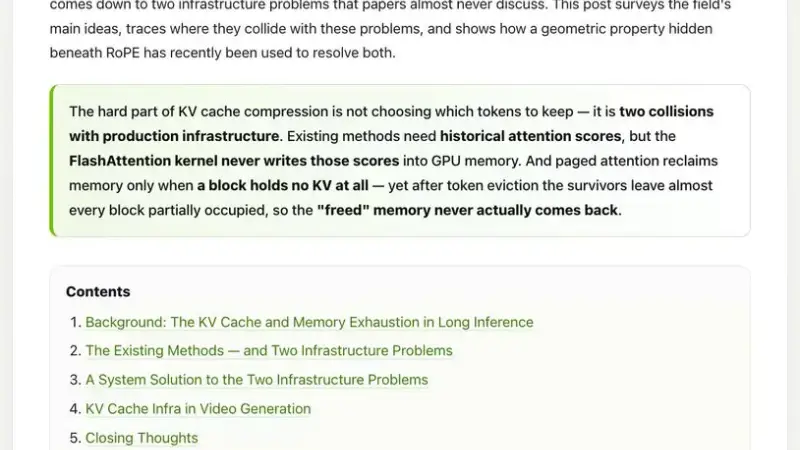 comes down to two infrastructure problems that papers almost never discuss. This post surveys the field's
main ideas, traces where they collide with these problems, and shows how a geometric property hidden
beneath RoPE has recently been used to resolve both.
The hard part of KV cache compression is not choosing which tokens to keep — it is two collisions
with production infrastructure. Existing methods need historical attention scores, but the
FlashAttention kernel never writes those scores into GPU memory. And paged attention reclaims
memory only when a block holds no KV at all — yet after token eviction the survivors leave almost
every block partially occupied, so the "freed" memory never actually comes back.
Contents
1. Background: The KV Cache and Memory Exhaustion in Long Inference
2. The Existing Methods — and Two Infrastructure Problems
3. A System Solution to the Two Infrastructure Problems
4. KV Cache Infra in Video Generation
5. Closing Thoughts